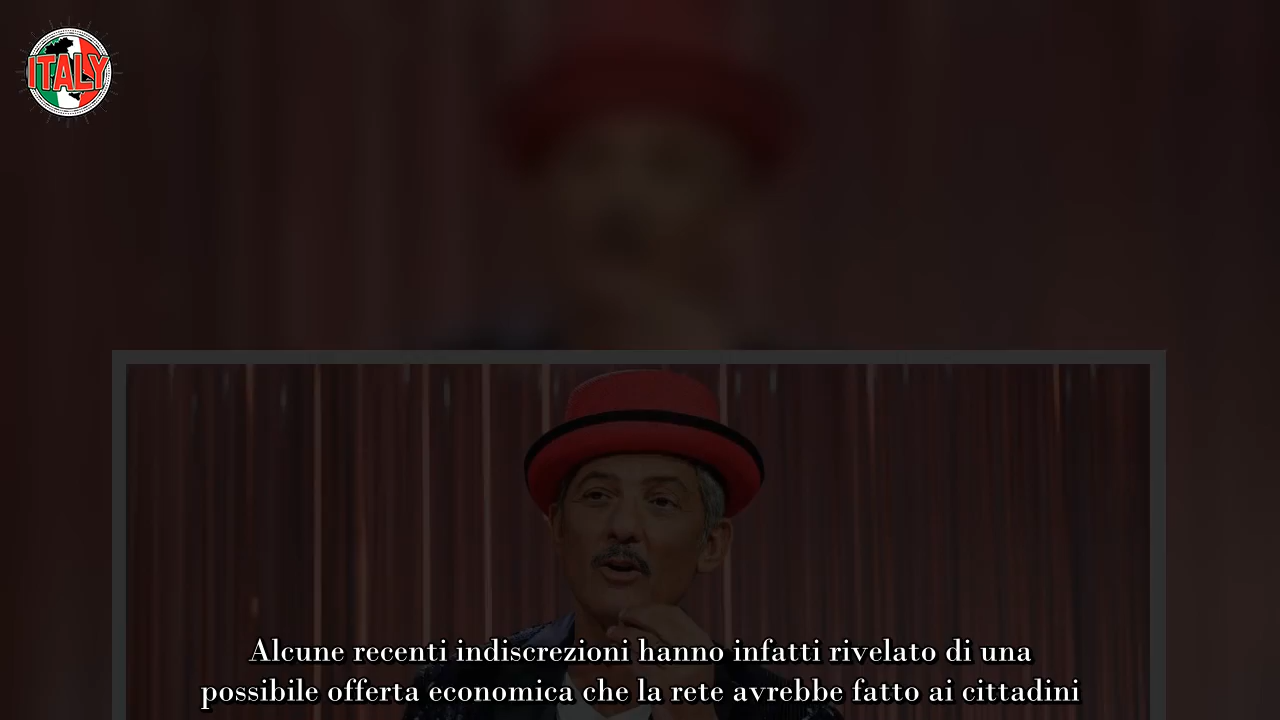 ITALY
Alcune recenti indiscrezioni hanno infatti rivelato di una
possibile offerta economica che la rete avrebbe fatto ai cittadini